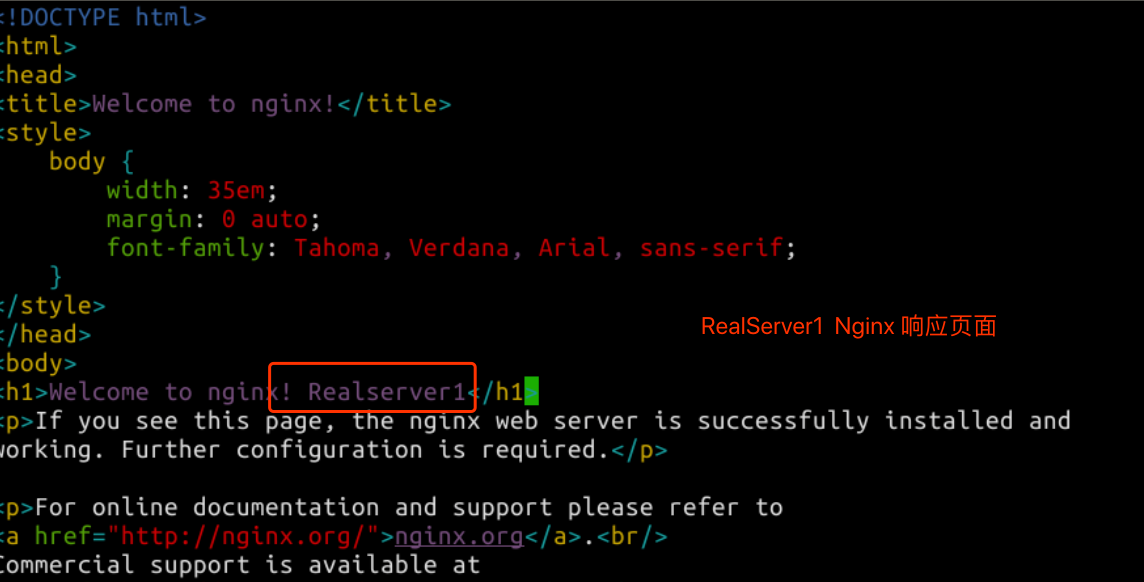 <!DOCTYPE html>
<html>
<head>
<title>Welcome to nginx!</title>
<style>
    body {
        width: 35em;
        margin: 0 auto;
        font-family: Tahoma, Verdana, Arial, sans-serif;
    }
</style>
RealServer1 Nginx 响应页面
</head>
<body>
<h1>Welcome to nginx! Realserver1</h1>
<p>If you see this page, the nginx web server is successfully installed and
working. Further configuration is required.</p>
<p>For online documentation and support please refer to
<a href="http://nginx.org/">nginx.org</a>.<br/>
Commercial support is available at